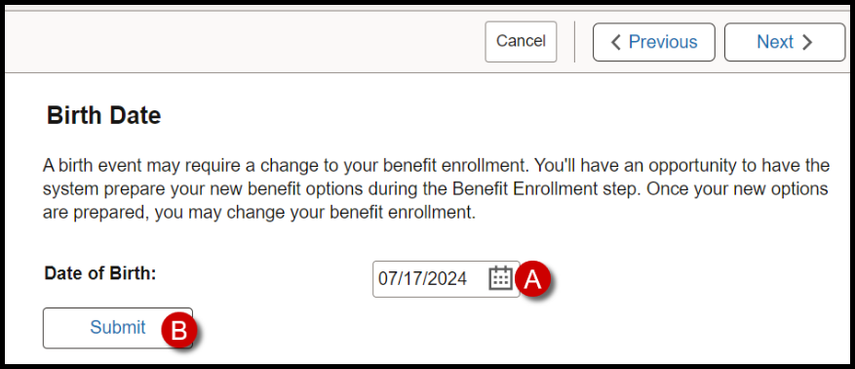 Cancel
Previous
Next
Birth Date
A birth event may require a change to your benefit enrollment. You'll have an opportunity to have the
system prepare your new benefit options during the Benefit Enrollment step. Once your new options
are prepared, you may change your benefit enrollment.
Date of Birth: 07/17/2024 A
Submit B